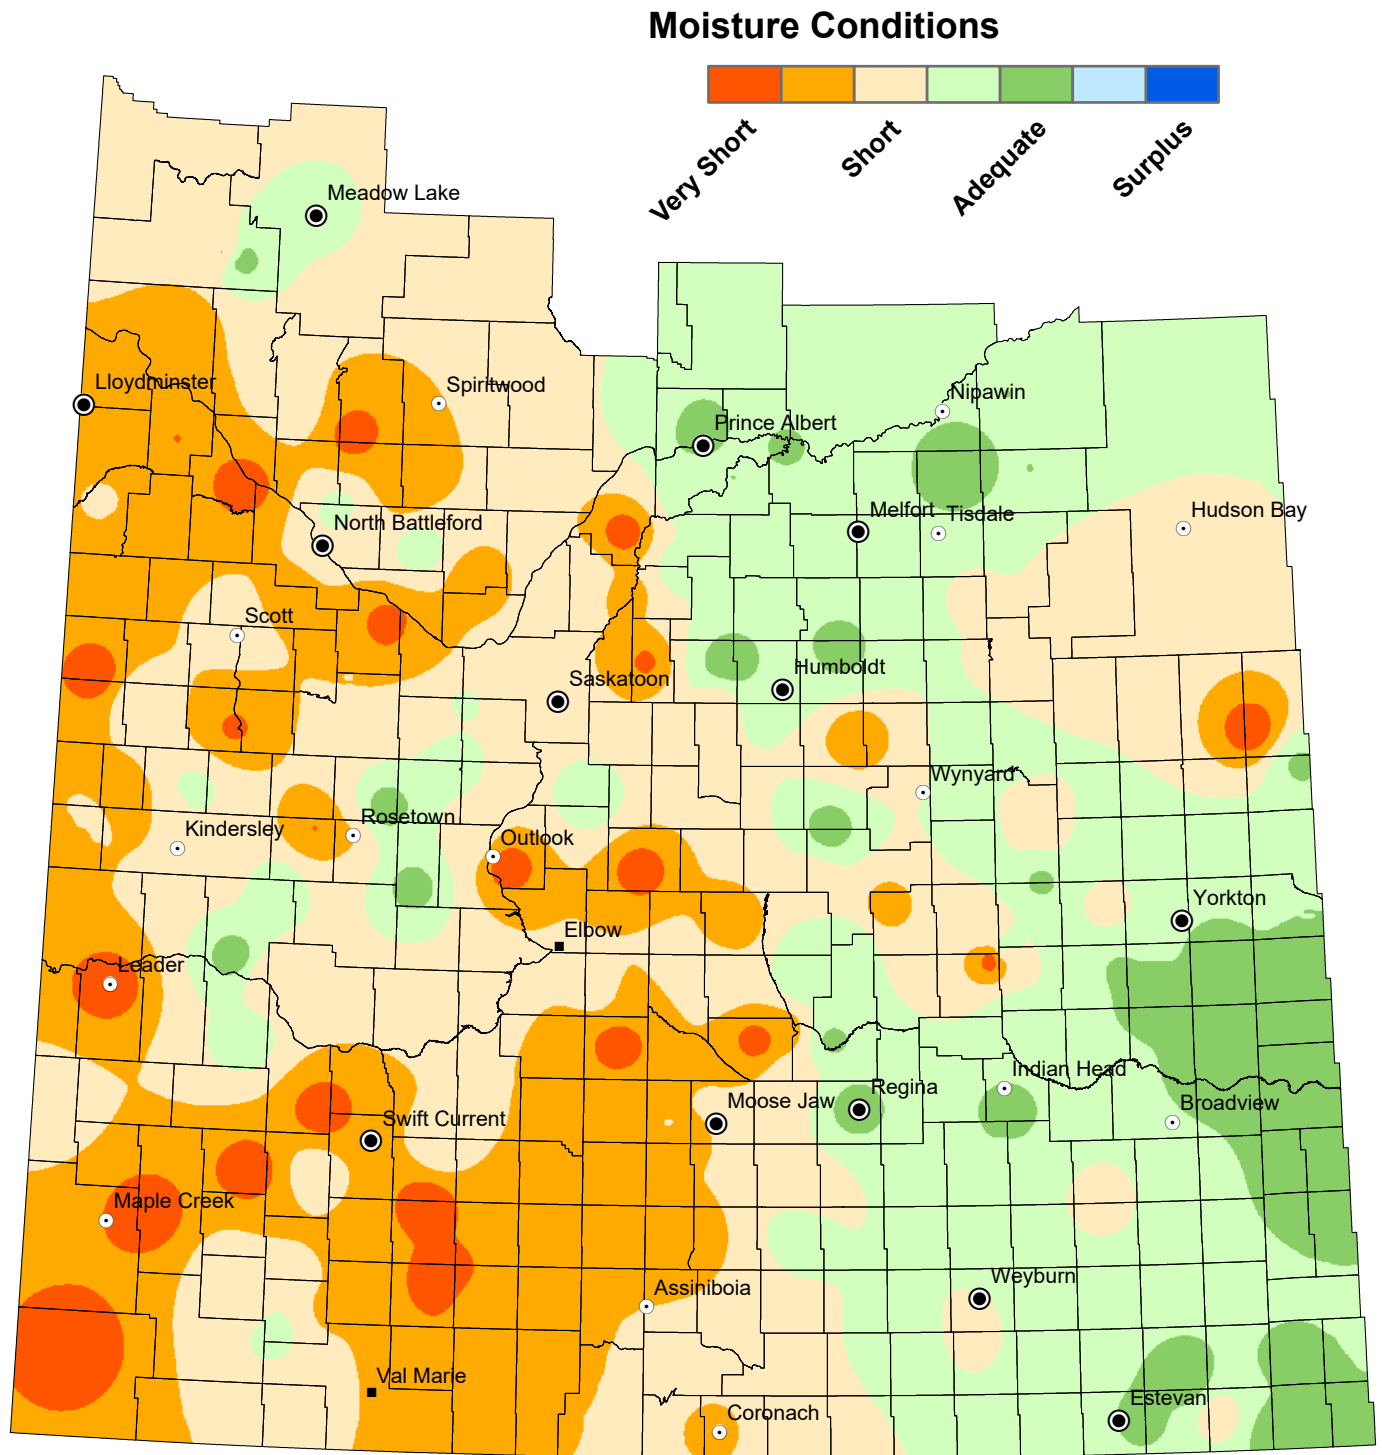 Moisture Conditions
Very Short
Short
Adequate
Surplus
Meadow Lake
Lloydminster
Spiritwood
Nipawin
Prince Albert
North Battleford
Melfort
Tisdale
Hudson Bay
Scott
Saskatoon
Humboldt
Wynyard
Kindersley
Rosetown
Outlook
Yorkton
Elbow
Leader
Indian Head
Regina
Moose Jaw
Broadview
Swift Current
Maple Creek
Weyburn
Assiniboia
Val Marie
Estevan
Coronach